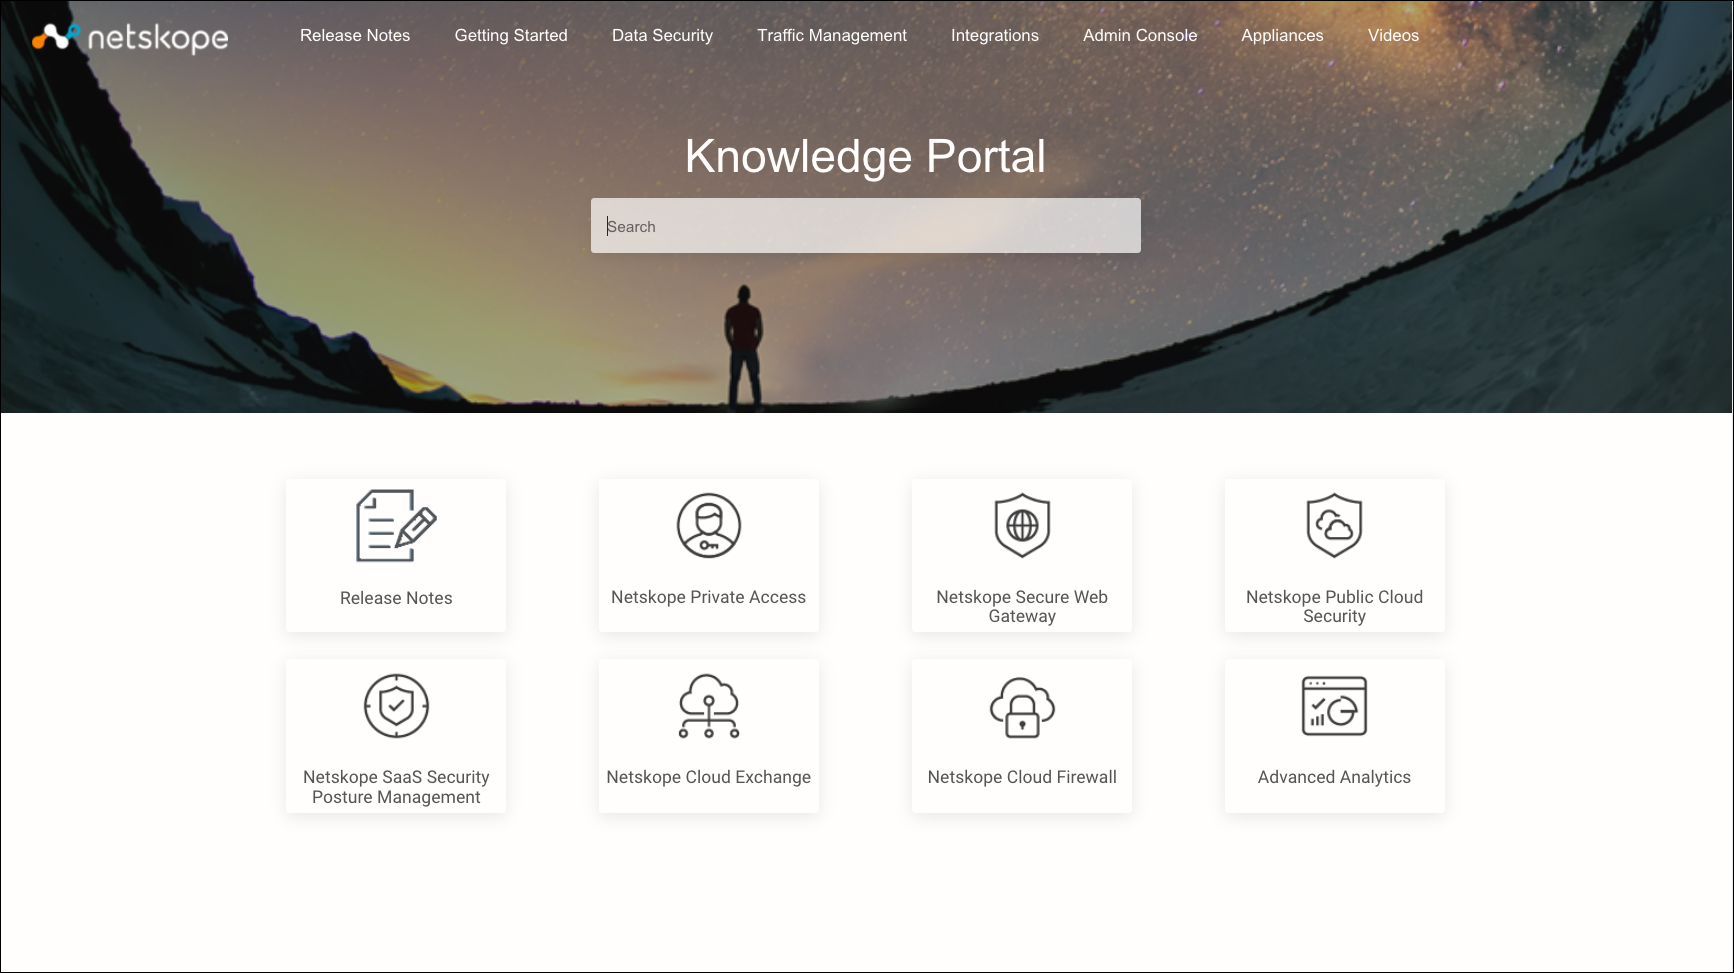 netskope
Release Notes
Getting Started
Data Security
Traffic Management
Integrations
Admin Console
Appliances
Videos
Knowledge Portal
Search
Release Notes
Netskope Private Access
Netskope Secure Web
Gateway
Netskope Public Cloud
Security
Netskope SaaS Security
Posture Management
Netskope Cloud Exchange
Netskope Cloud Firewall
Advanced Analytics